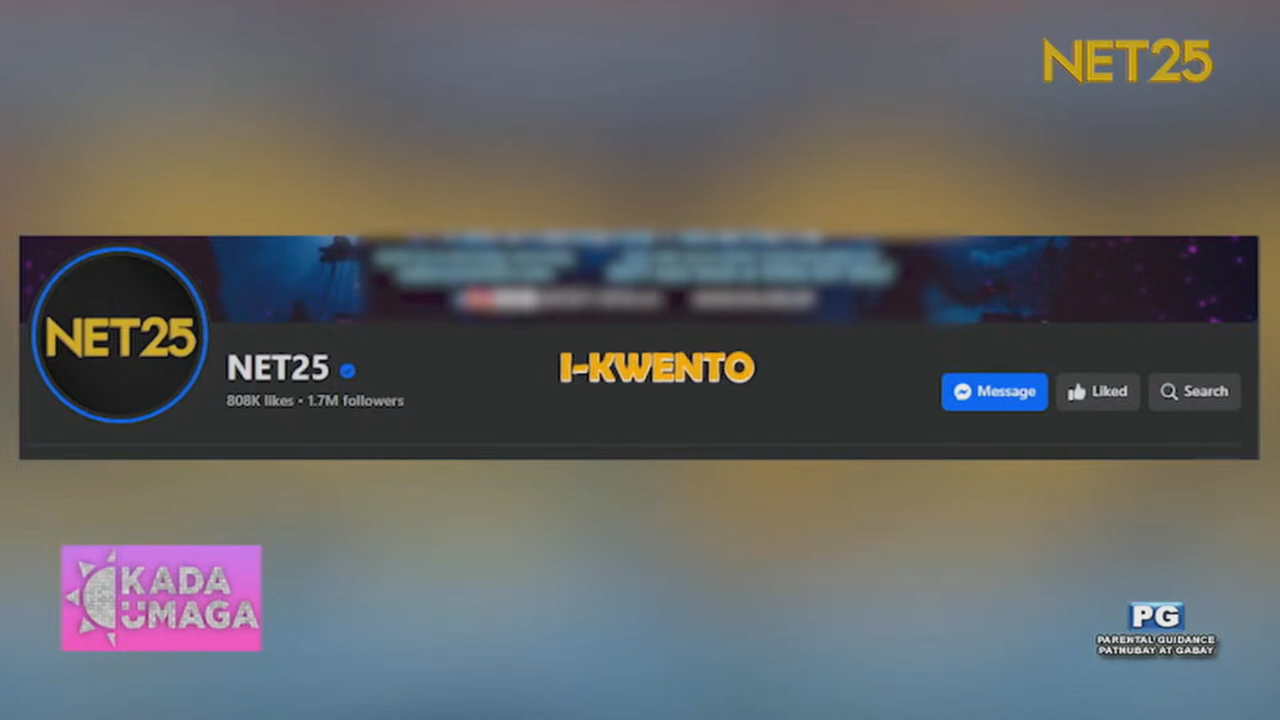 NET25
NET25
NET25
808K likes • 1.7M followers
I-KWENTO
Message
Liked
Search
KADA
UMAGA
PG
PARENTAL GUIDANCE
PATNUBAY AT GABAY